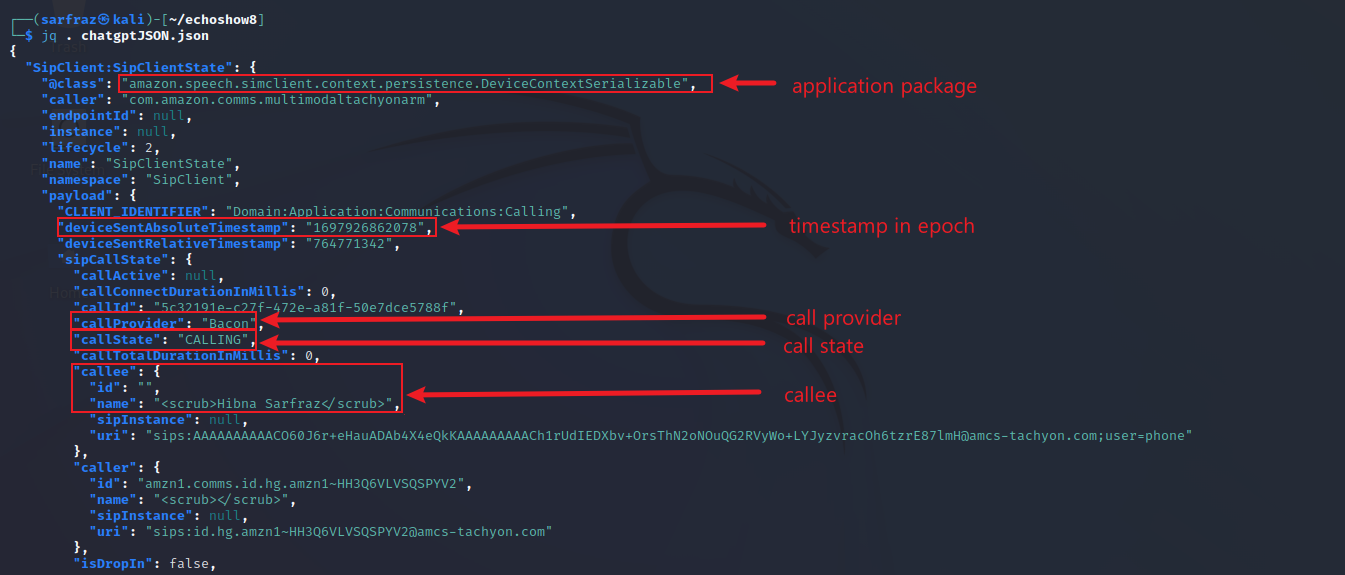 ┌──(sarfraz㉿kali)-[~/echoshow8]
└─$ jq . chatgptJSON.json
{
  "SipClient:SipClientState": {
    "@class": "amazon.speech.simclient.context.persistence.DeviceContextSerializable", application package
    "caller": "com.amazon.comms.multimodaltachyonarm",
    "endpointId": null,
    "instance": null,
    "lifecycle": 2,
    "name": "SipClientState",
    "namespace": "SipClient",
    "payload": {
      "CLIENT_IDENTIFIER": "Domain:Application:Communications:Calling",
      "deviceSentAbsoluteTimestamp": "1697926862078", timestamp in epoch
      "deviceSentRelativeTimestamp": "764771342",
      "sipCallState": {
        "callActive": null,
        "callConnectDurationInMillis": 0,
        "callId": "5c32191e-c27f-472e-a81f-50e7dce5788f",
        "callProvider": "Bacon", call provider
        "callState": "CALLING", call state
        "callTotalDurationInMillis": 0,
        "callee": {
          "id": "", callee
          "name": "<scrub>Hibna Sarfraz</scrub>",
          "sipInstance": null,
          "uri": "sips:AAAAAAAAAACO60J6r+eHauADAb4X4eQkKAAAAAAAAACh1rUdIEDXbv+OrsThN2oNOuQG2RVyWo+LYJyzvracOh6tzrE87lmH@amcs-tachyon.com;user=phone"
        },
        "caller": {
          "id": "amzn1.comms.id.hg.amzn1~HH3Q6VLVSQSPYV2",
          "name": "<scrub></scrub>",
          "sipInstance": null,
          "uri": "sips:id.hg.amzn1~HH3Q6VLVSQSPYV2@amcs-tachyon.com"
        },
        "isDropIn": false,